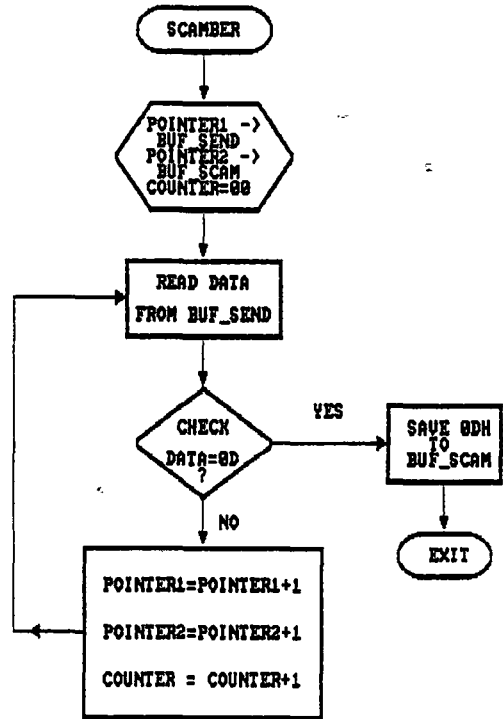 SCAMBER
POINTER1 ->
BUF_SEND
POINTER2 ->
BUF_SCAM
COUNTER=00
READ DATA
FROM BUF_SEND
CHECK
DATA=0D
?
YES
SAVE 0DH
TO
BUF_SCAM
EXIT
NO
POINTER1=POINTER1+1
POINTER2=POINTER2+1
COUNTER = COUNTER+1